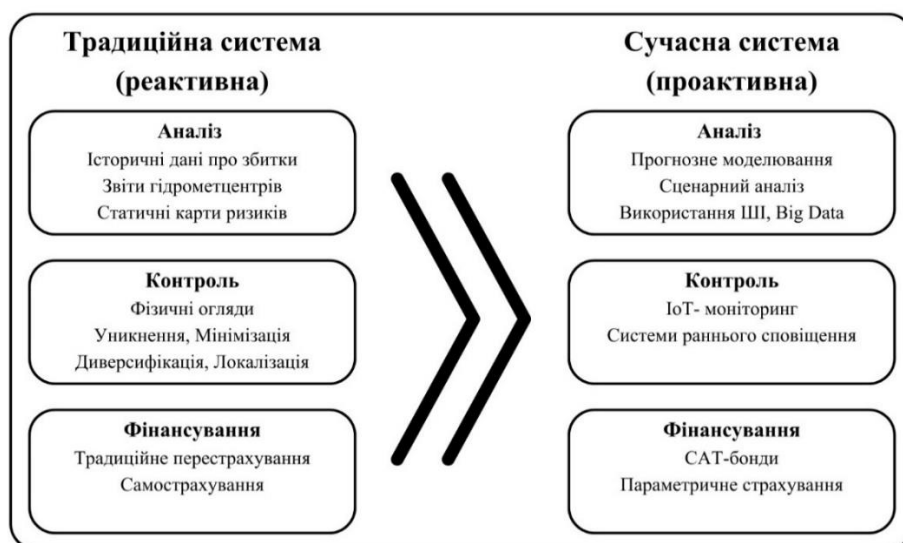 Традиційна система
(реактивна)
Аналіз
Історичні дані про збитки
Звіти гідрометцентрів
Статичні карти ризиків
Контроль
Фізичні огляди
Уникнення, Мінімізація
Диверсифікація, Локалізація
Фінансування
Традиційне перестрахування
Самострахування
Сучасна система
(проактивна)
Аналіз
Прогнозне моделювання
Сценарний аналіз
Використання ШІ, Big Data
Контроль
IoT- моніторинг
Системи раннього сповіщення
Фінансування
CAT-бонди
Параметричне страхування